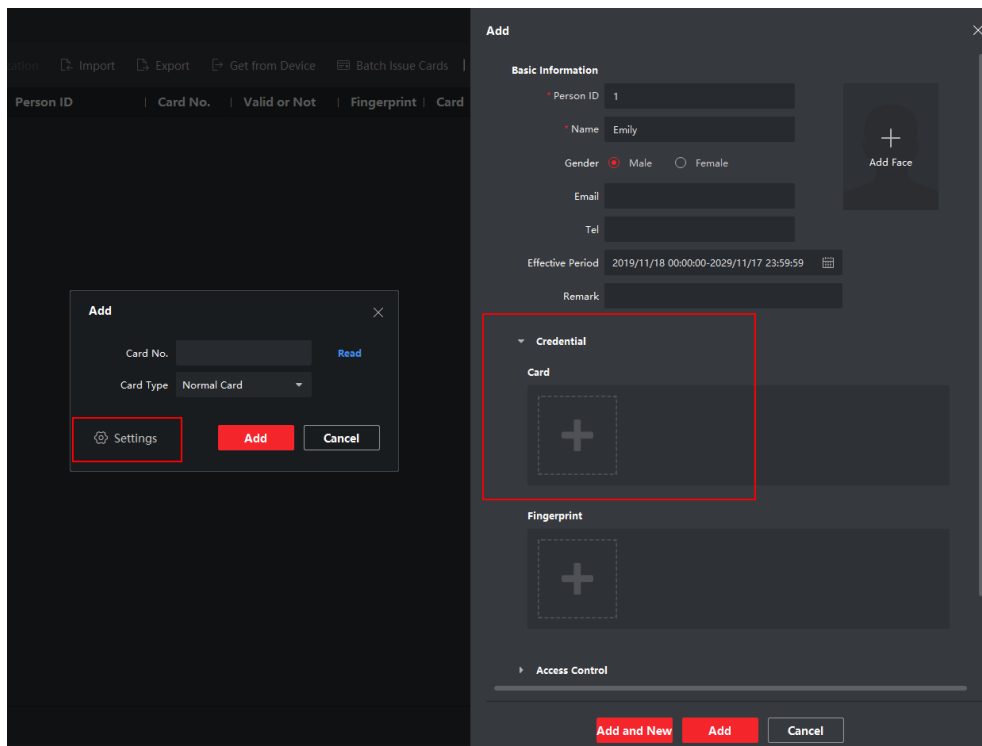 Import Export Get from Device Batch Issue Cards
Person ID Card No. Valid or Not Fingerprint Card
Add
Card No. Read
Card Type Normal Card
Settings Add Cancel
Add
Basic Information
* Person ID 1
* Name Emily
Gender Male Female
Add Face
Email
Tel
Effective Period 2019/11/18 00:00:00-2029/11/17 23:59:59
Remark
Credential
Card
Fingerprint
Access Control
Add and New Add Cancel